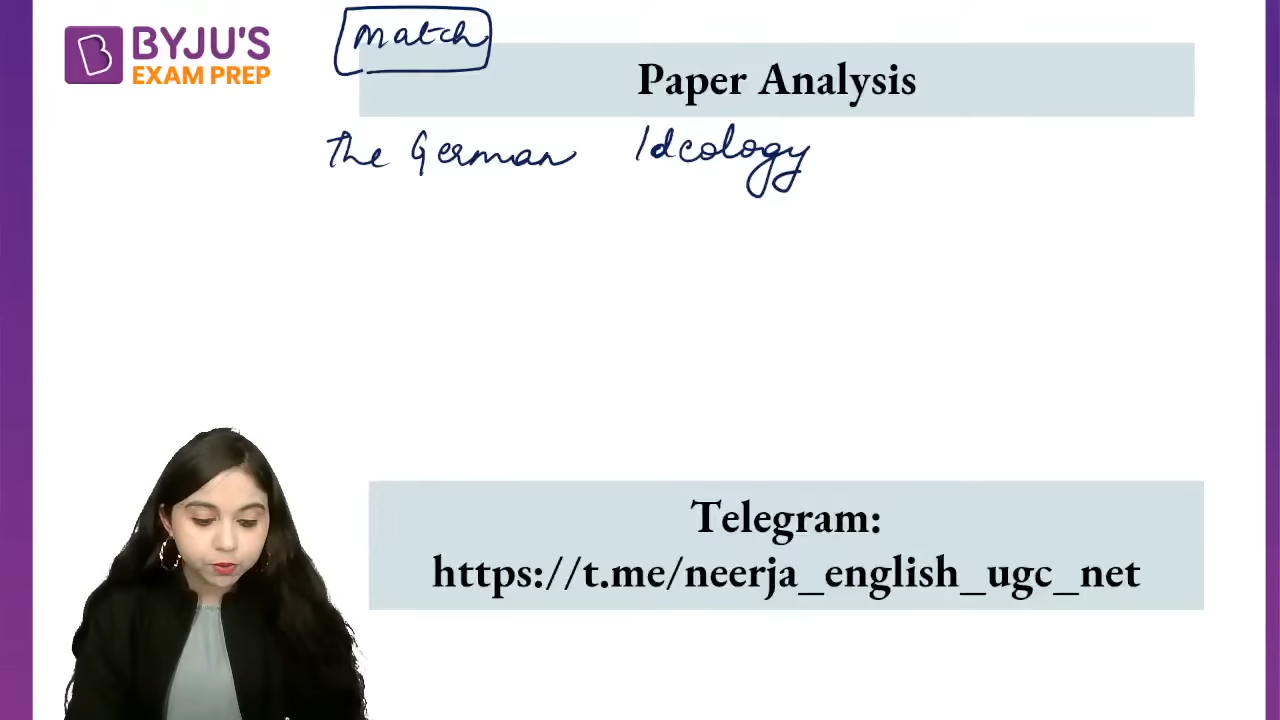 BYJU'S
EXAM PREP
Match
Paper Analysis
The German Ideology
Telegram:
https://t.me/neerja_english_ugc_net